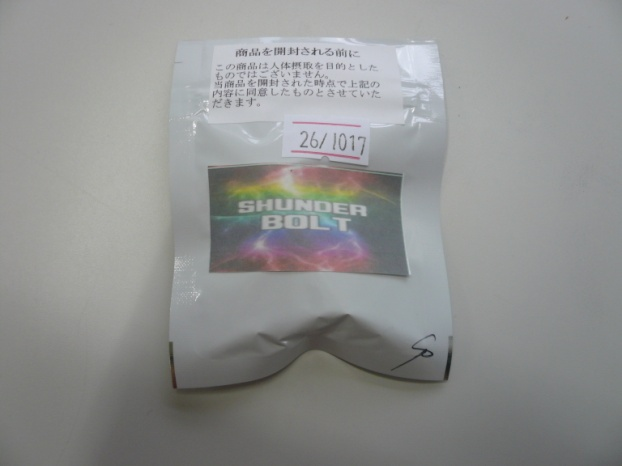 商品を開封される前に
この商品は人体摂取を目的とした
ものではございません。
当商品を開封された時点で上記の
内容に同意したものとさせていた
だきます。
26/1017
SHUNDER
BOLT